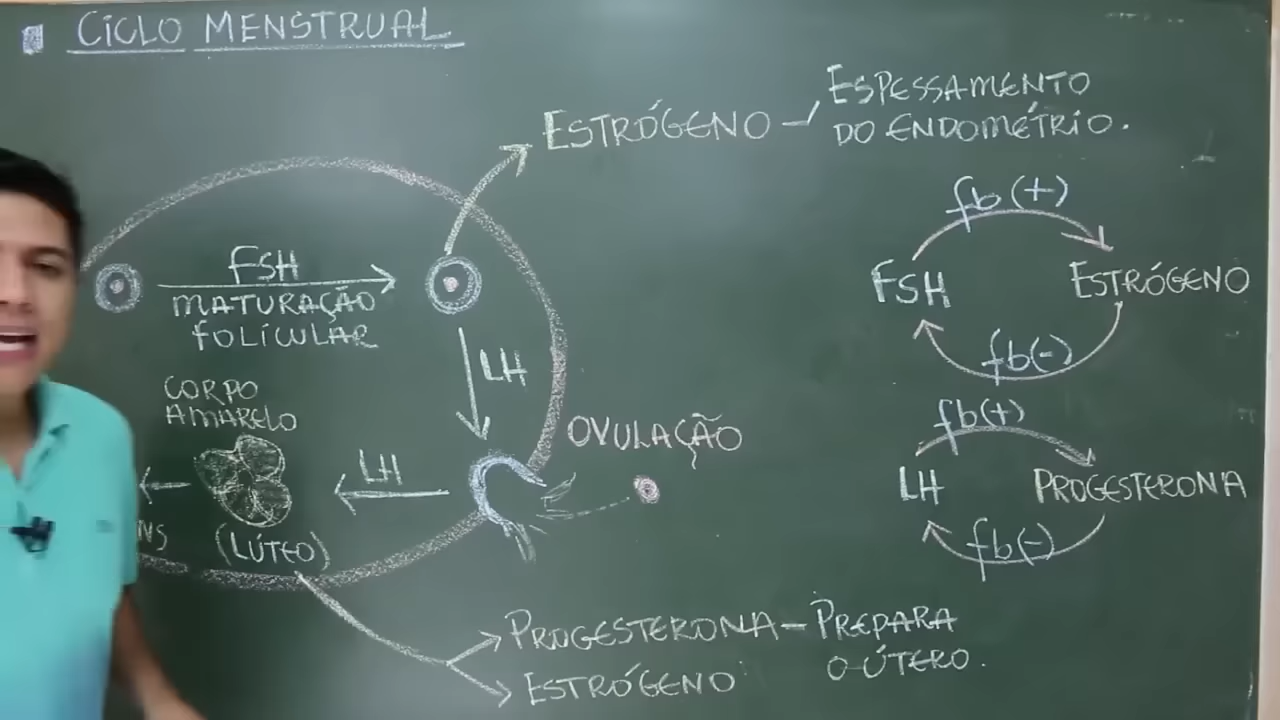 CICLO MENSTRUAL
ESTRÓGENO - ESPESSAMENTO
DO ENDOMÉTRIO.
FSH
MATURAÇÃO
FOLICULAR
LH
OVULAÇÃO
CORPO
AMARELO
LH
(LÚTEO)
PROGESTERONA - PREPARA
O ÚTERO.
ESTRÓGENO
fb(+)
FSH ESTRÓGENO
fb(-)
fb(+)
LH PROGESTERONA
fb(-)